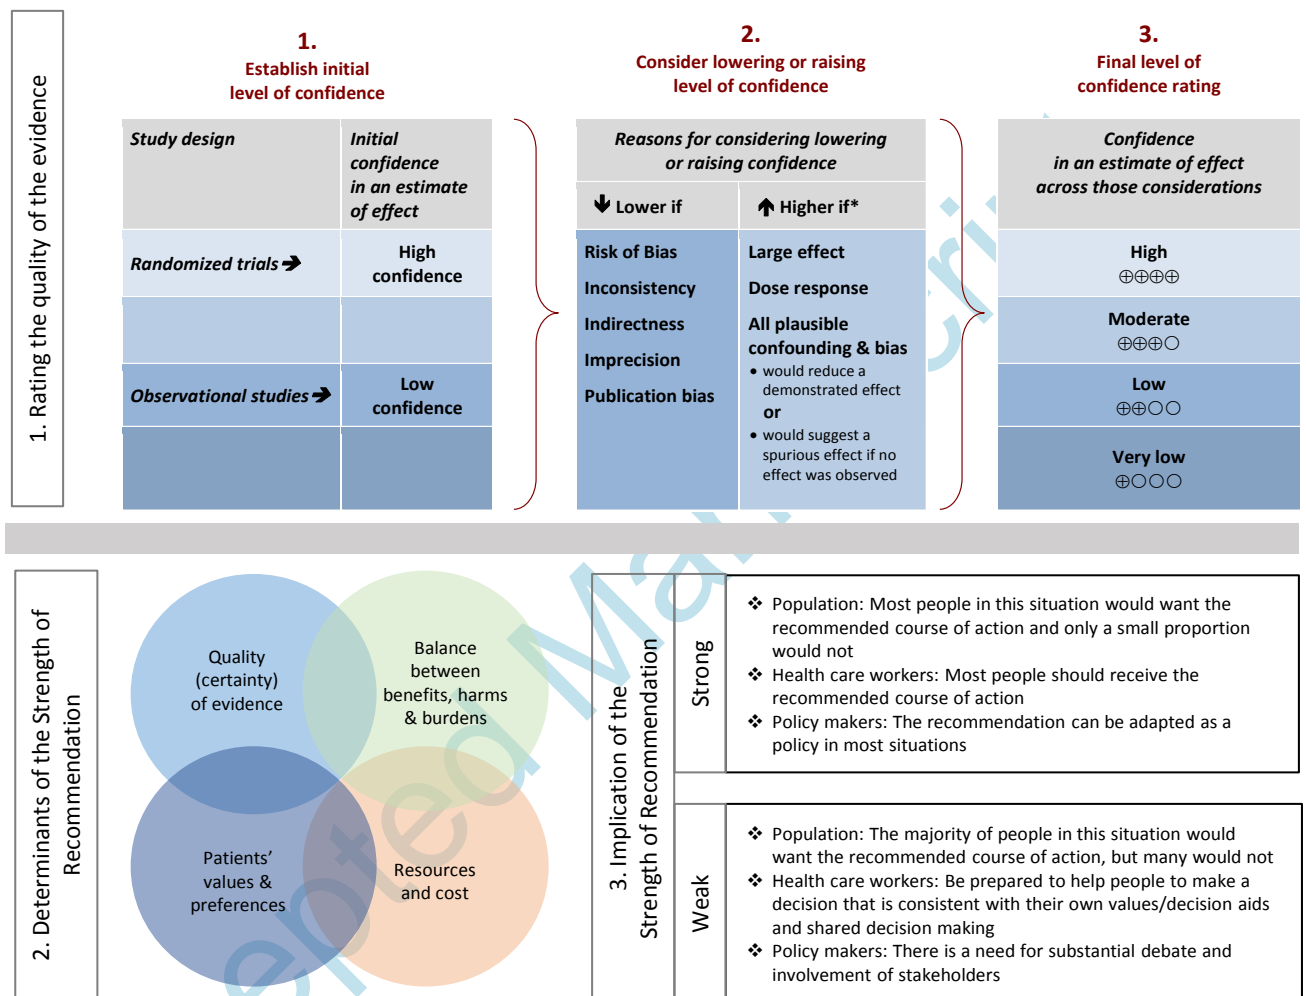 1. Rating the quality of the evidence
1.
Establish initial
level of confidence
2.
Consider lowering or raising
level of confidence
3.
Final level of
confidence rating
Study design
Initial
confidence
in an estimate
of effect
Randomized trials ➔
High
confidence
Observational studies ➔
Low
confidence
Reasons for considering lowering
or raising confidence
🡻 Lower if
🡹 Higher if*
Risk of Bias
Inconsistency
Indirectness
Imprecision
Publication bias
Large effect
Dose response
All plausible
confounding & bias
• would reduce a
demonstrated effect
or
• would suggest a
spurious effect if no
effect was observed
Confidence
in an estimate of effect
across those considerations
High
⊕⊕⊕⊕
Moderate
⊕⊕⊕○
Low
⊕⊕○○
Very low
⊕○○○
2. Determinants of the Strength of
Recommendation
Quality
(certainty)
of evidence
Balance
between
benefits, harms
& burdens
Patients’
values &
preferences
Resources
and cost
3. Implication of the
Strength of Recommendation
Strong
❖ Population: Most people in this situation would want the
recommended course of action and only a small proportion
would not
❖ Health care workers: Most people should receive the
recommended course of action
❖ Policy makers: The recommendation can be adapted as a
policy in most situations
Weak
❖ Population: The majority of people in this situation would
want the recommended course of action, but many would not
❖ Health care workers: Be prepared to help people to make a
decision that is consistent with their own values/decision aids
and shared decision making
❖ Policy makers: There is a need for substantial debate and
involvement of stakeholders